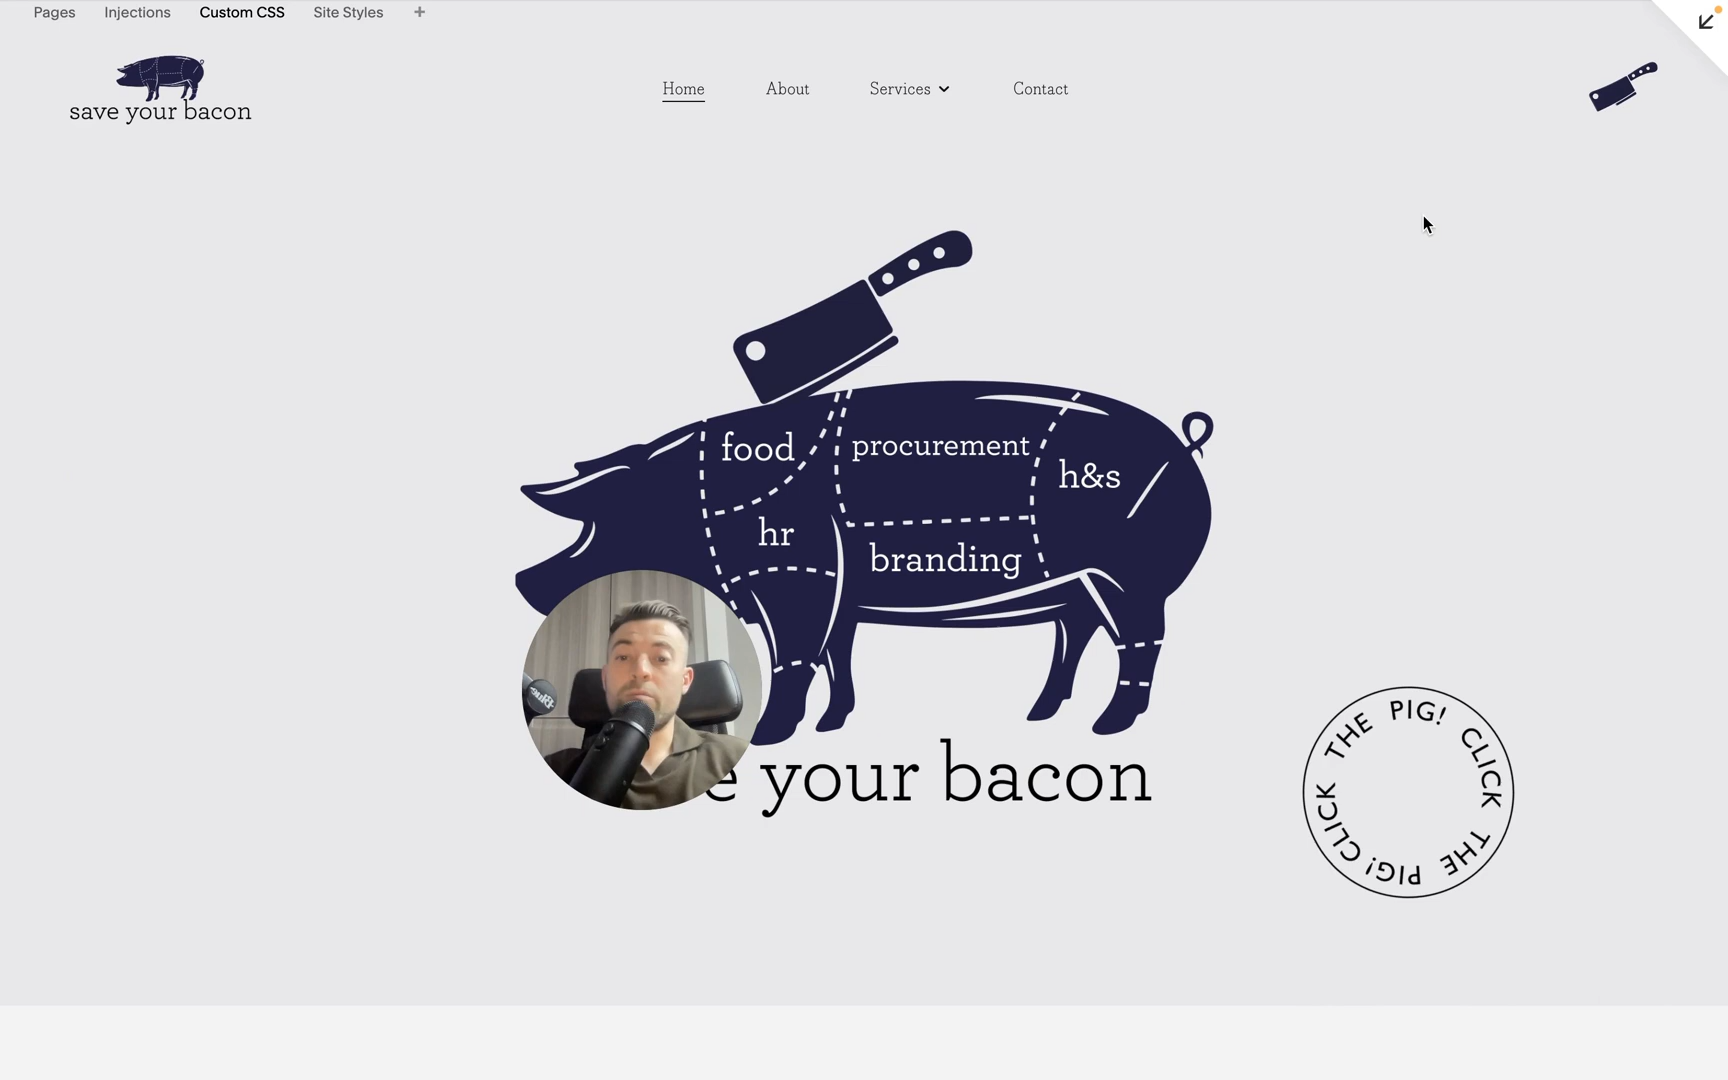 Pages Injections Custom CSS Site Styles +
save your bacon
Home About Services Contact
food
procurement
h&s
hr
branding
e your bacon
CLICK THE PIG! CLICK THE PIG!